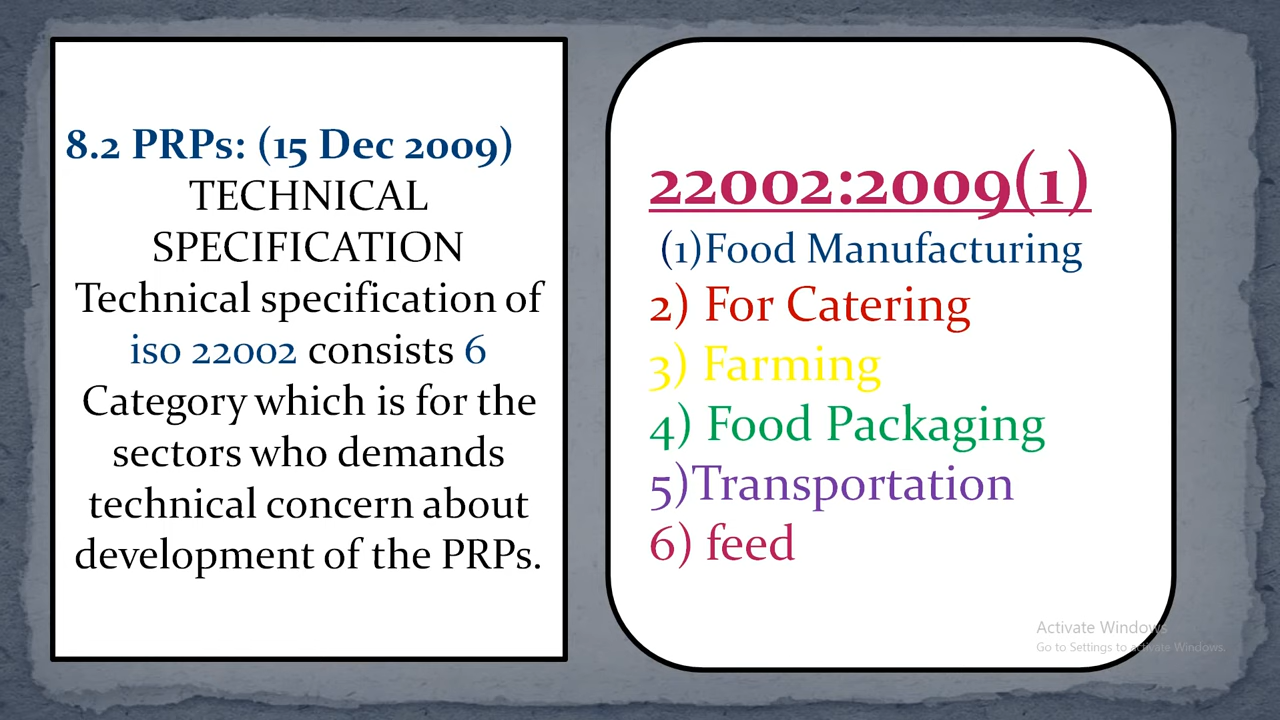 8.2 PRPs: (15 Dec 2009)
TECHNICAL
SPECIFICATION
Technical specification of
iso 22002 consists 6
Category which is for the
sectors who demands
technical concern about
development of the PRPs.
22002:2009(1)
(1)Food Manufacturing
2) For Catering
3) Farming
4) Food Packaging
5)Transportation
6) feed
Activate Windows
Go to Settings to activate Windows.